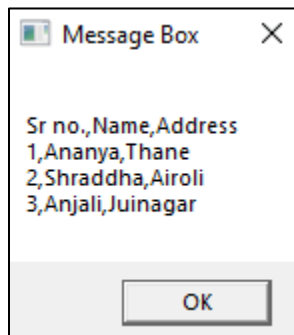 Message Box
Sr no.,Name,Address
1,Ananya,Thane
2,Shraddha,Airoli
3,Anjali,Juinagar
OK